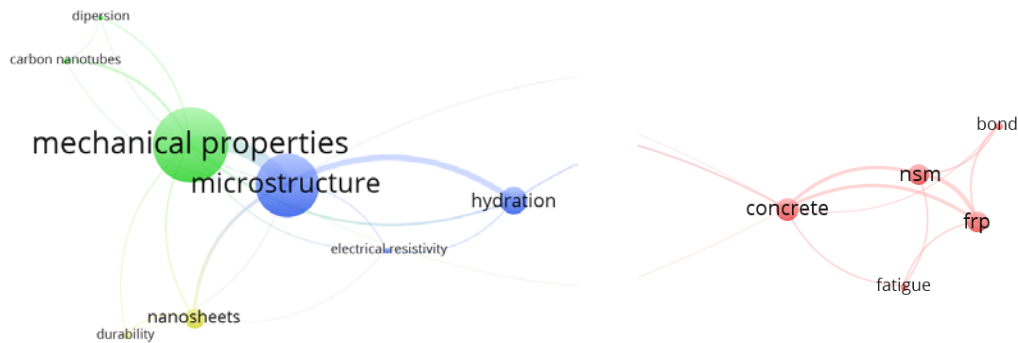 dipersion
carbon nanotubes
mechanical properties
microstructure
hydration
electrical resistivity
nanosheets
durability
bond
nsm
concrete
frp
fatigue